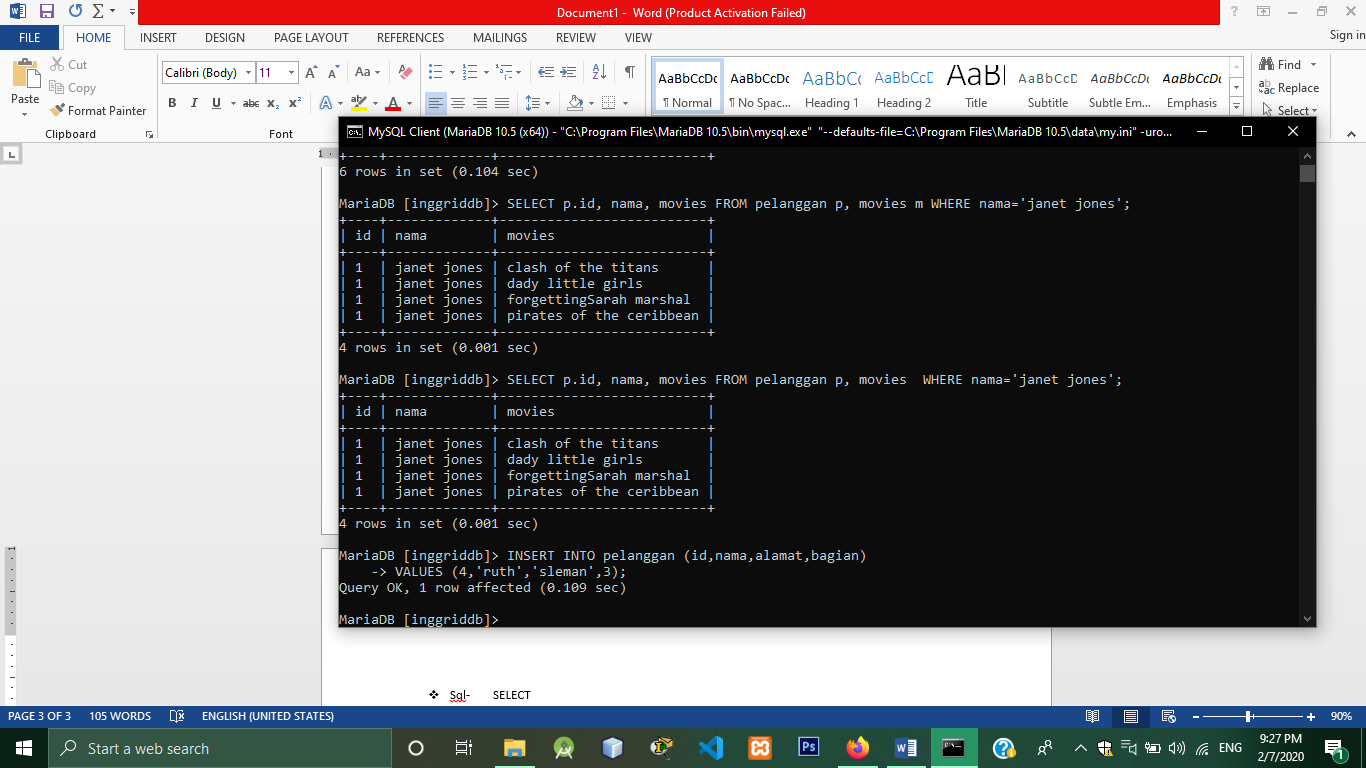 Document1 - Word (Product Activation Failed)
FILE HOME INSERT DESIGN PAGE LAYOUT REFERENCES MAILINGS REVIEW VIEW Sign in
Paste
Cut
Copy
Format Painter
Clipboard
Calibri (Body) 11
Font
AaBbCcDc AaBbCcDc AaBbCc AaBbCcD AaBl AaBbCcD AaBbCcDc AaBbCcDc
¶ Normal ¶ No Spac... Heading 1 Heading 2 Title Subtitle Subtle Em... Emphasis
Find
Replace
Select
MySQL Client (MariaDB 10.5 (x64)) - "C:\Program Files\MariaDB 10.5\bin\mysql.exe" "--defaults-file=C:\Program Files\MariaDB 10.5\data\my.ini" -uro...
+----+-------------+--------------------------+
6 rows in set (0.104 sec)
MariaDB [inggriddb]> SELECT p.id, nama, movies FROM pelanggan p, movies m WHERE nama='janet jones';
+----+-------------+--------------------------+
| id | nama | movies |
+----+-------------+--------------------------+
| 1 | janet jones | clash of the titans |
| 1 | janet jones | dady little girls |
| 1 | janet jones | forgettingSarah marshal |
| 1 | janet jones | pirates of the ceribbean |
+----+-------------+--------------------------+
4 rows in set (0.001 sec)
MariaDB [inggriddb]> SELECT p.id, nama, movies FROM pelanggan p, movies  WHERE nama='janet jones';
+----+-------------+--------------------------+
| id | nama | movies |
+----+-------------+--------------------------+
| 1 | janet jones | clash of the titans |
| 1 | janet jones | dady little girls |
| 1 | janet jones | forgettingSarah marshal |
| 1 | janet jones | pirates of the ceribbean |
+----+-------------+--------------------------+
4 rows in set (0.001 sec)
MariaDB [inggriddb]> INSERT INTO pelanggan (id,nama,alamat,bagian)
-> VALUES (4,'ruth','sleman',3);
Query OK, 1 row affected (0.109 sec)
MariaDB [inggriddb]>
❖ Sql- SELECT
PAGE 3 OF 3 105 WORDS ENGLISH (UNITED STATES) 90%
Start a web search
ENG
9:27 PM
2/7/2020
1